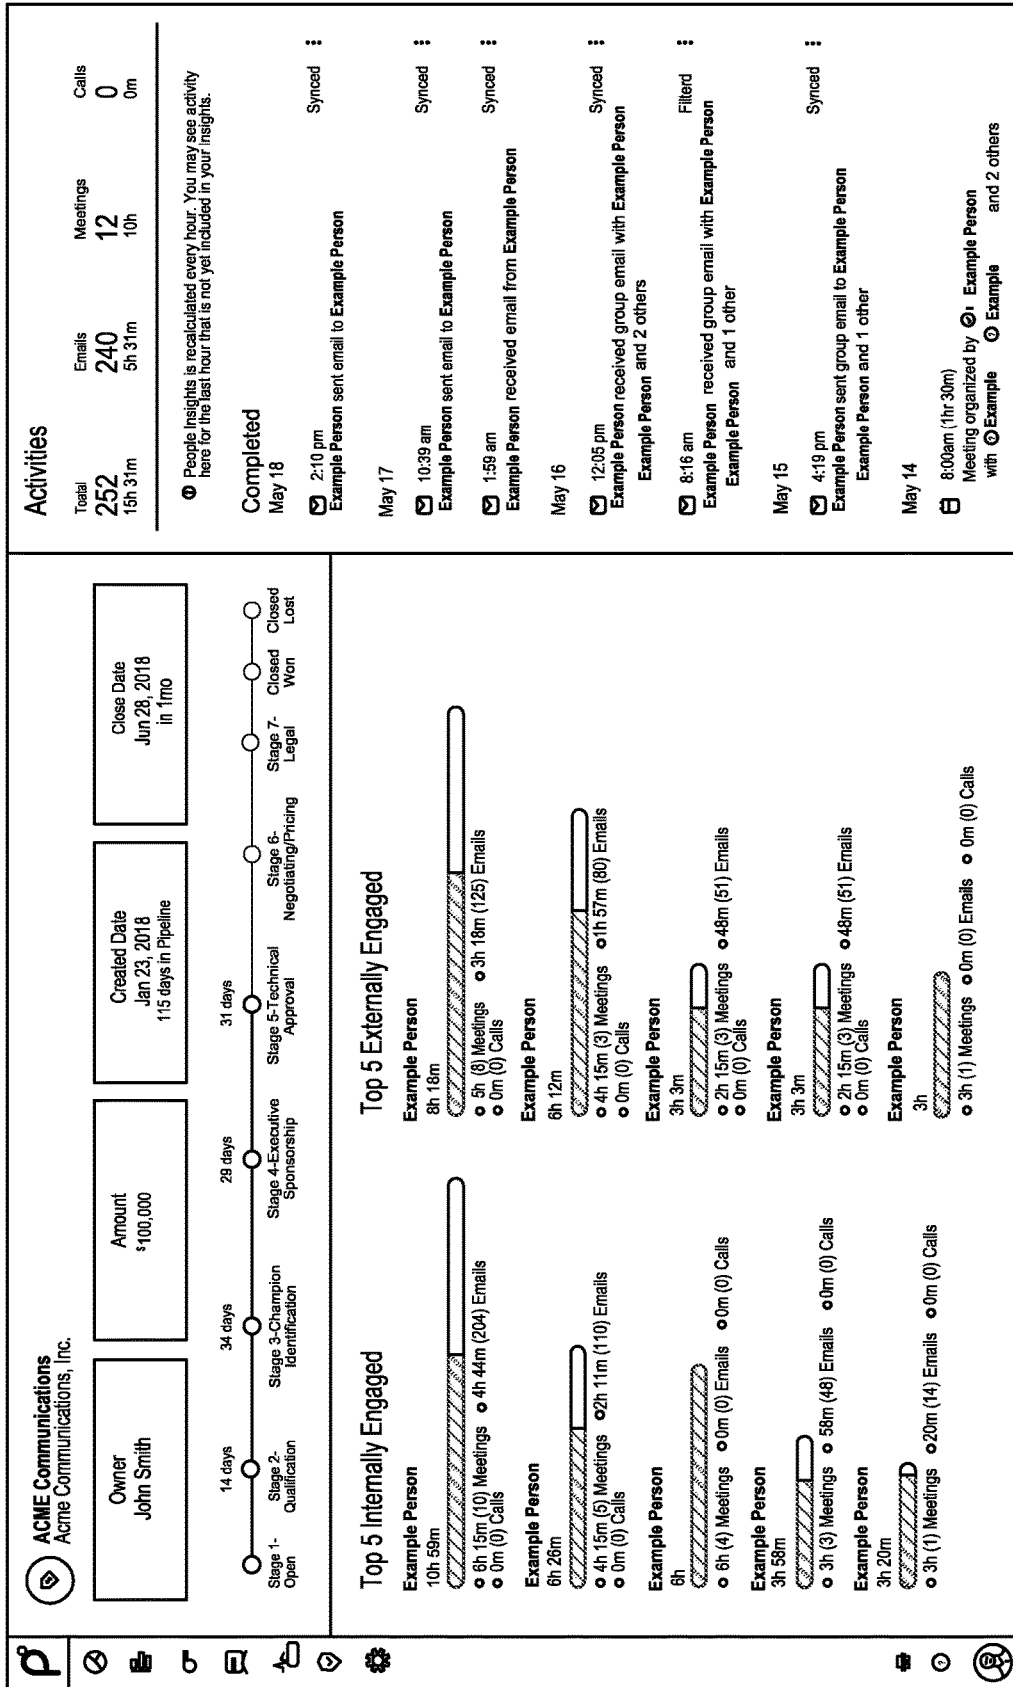 ACME Communications
Acme Communications, Inc.
Owner
John Smith
Amount
$100,000
Created Date
Jan 23, 2018
115 days in Pipeline
Close Date
Jun 28, 2018
in 1mo
14 days
34 days
29 days
31 days
Stage 1-
Open
Stage 2-
Qualification
Stage 3-Champion
Identification
Stage 4-Executive
Sponsorship
Stage 5-Technical
Approval
Stage 6-
Negotiating/Pricing
Stage 7-
Legal
Closed
Won
Closed
Lost
Top 5 Internally Engaged
Example Person
10h 59m
6h 15m (10) Meetings 4h 44m (204) Emails
0m (0) Calls
Example Person
6h 26m
4h 15m (5) Meetings 2h 11m (110) Emails
0m (0) Calls
Example Person
6h
6h (4) Meetings 0m (0) Emails 0m (0) Calls
Example Person
3h 58m
3h (3) Meetings 58m (48) Emails 0m (0) Calls
Example Person
3h 20m
3h (1) Meetings 20m (14) Emails 0m (0) Calls
Top 5 Externally Engaged
Example Person
8h 18m
5h (8) Meetings 3h 18m (125) Emails
0m (0) Calls
Example Person
6h 12m
4h 15m (3) Meetings 1h 57m (80) Emails
0m (0) Calls
Example Person
3h 3m
2h 15m (3) Meetings 48m (51) Emails
0m (0) Calls
Example Person
3h 3m
2h 15m (3) Meetings 48m (51) Emails
0m (0) Calls
Example Person
3h
3h (1) Meetings 0m (0) Emails 0m (0) Calls
Activities
Toatal Emails Meetings Calls
252 240 12 0
15h 31m 5h 31m 10h 0m
People Insights is recalculated every hour. You may see activity
here for the last hour that is not yet included in your insights.
Completed
May 18
2:10 pm Synced
Example Person sent email to Example Person
May 17
10:39 am Synced
Example Person sent email to Example Person
1:59 am Synced
Example Person received email from Example Person
May 16
12:05 pm Synced
Example Person received group email with Example Person
Example Person and 2 others
8:16 am Filterd
Example Person received group email with Example Person
Example Person and 1 other
May 15
4:19 pm Synced
Example Person sent group email to Example Person
Example Person and 1 other
May 14
8:00am (1hr 30m)
Meeting organized by Example Person
with Example Example and 2 others